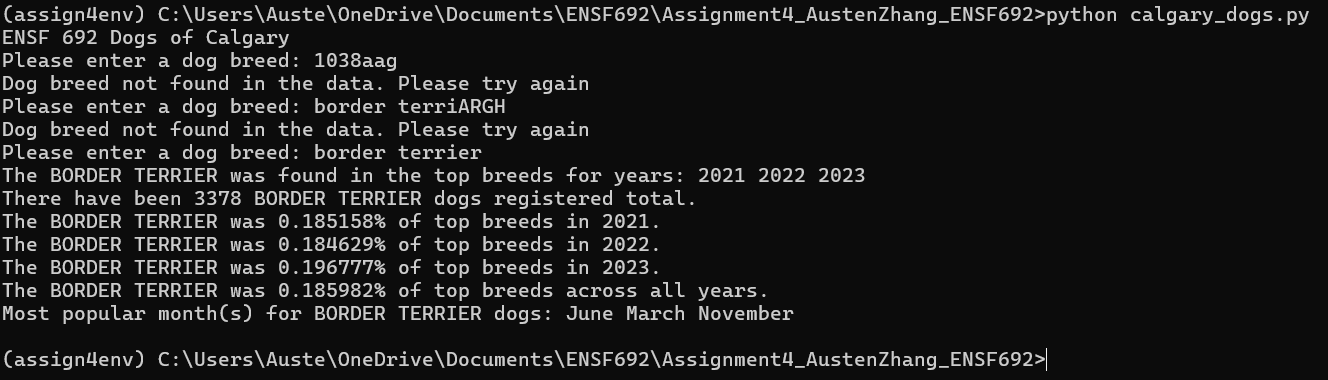 (assign4env) C:\Users\Auste\OneDrive\Documents\ENSF692\Assignment4_AustenZhang_ENSF692>python calgary_dogs.py
ENSF 692 Dogs of Calgary
Please enter a dog breed: 1038aag
Dog breed not found in the data. Please try again
Please enter a dog breed: border terriARGH
Dog breed not found in the data. Please try again
Please enter a dog breed: border terrier
The BORDER TERRIER was found in the top breeds for years: 2021 2022 2023
There have been 3378 BORDER TERRIER dogs registered total.
The BORDER TERRIER was 0.185158% of top breeds in 2021.
The BORDER TERRIER was 0.184629% of top breeds in 2022.
The BORDER TERRIER was 0.196777% of top breeds in 2023.
The BORDER TERRIER was 0.185982% of top breeds across all years.
Most popular month(s) for BORDER TERRIER dogs: June March November
(assign4env) C:\Users\Auste\OneDrive\Documents\ENSF692\Assignment4_AustenZhang_ENSF692>